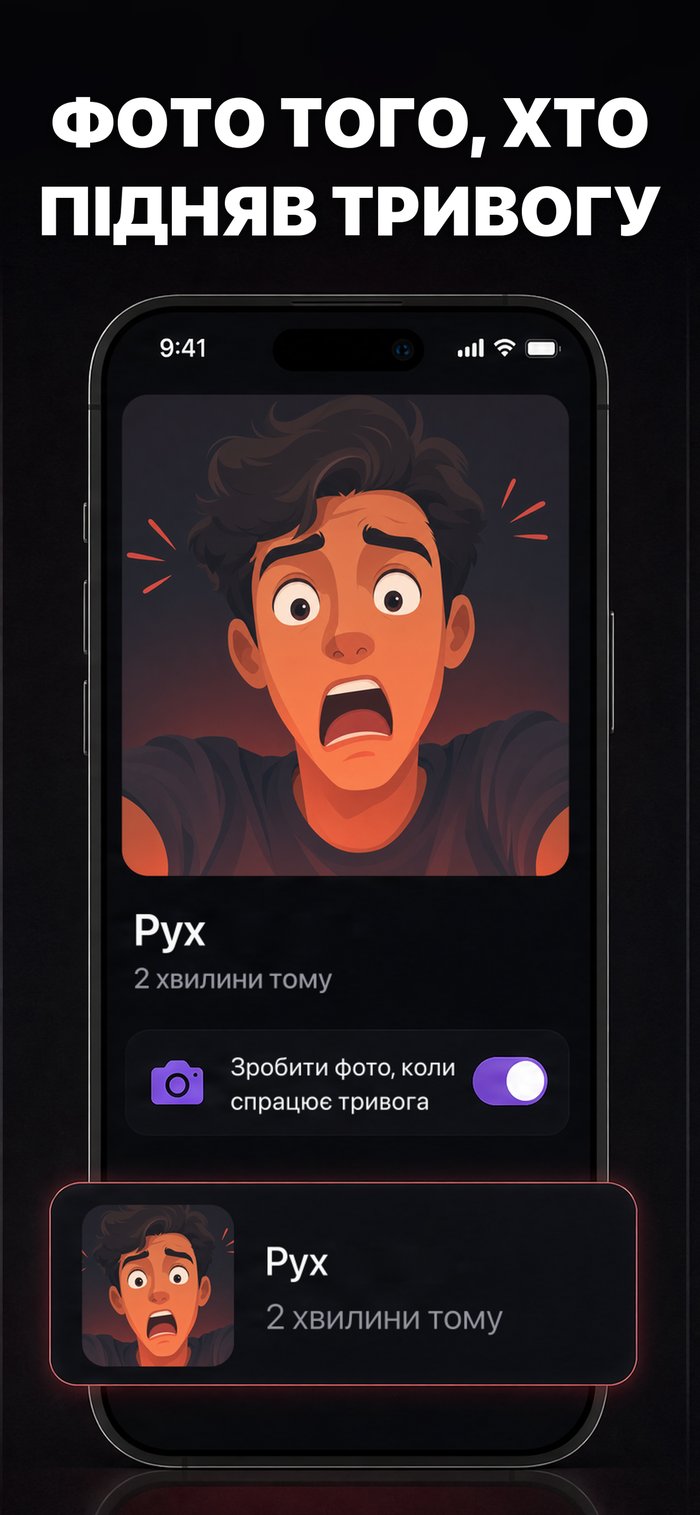 ФОТО ТОГО, ХТО
ПІДНЯВ ТРИВОГУ
9:41
Рух
2 хвилини тому
Зробити фото, коли
спрацює тривога
Рух
2 хвилини тому